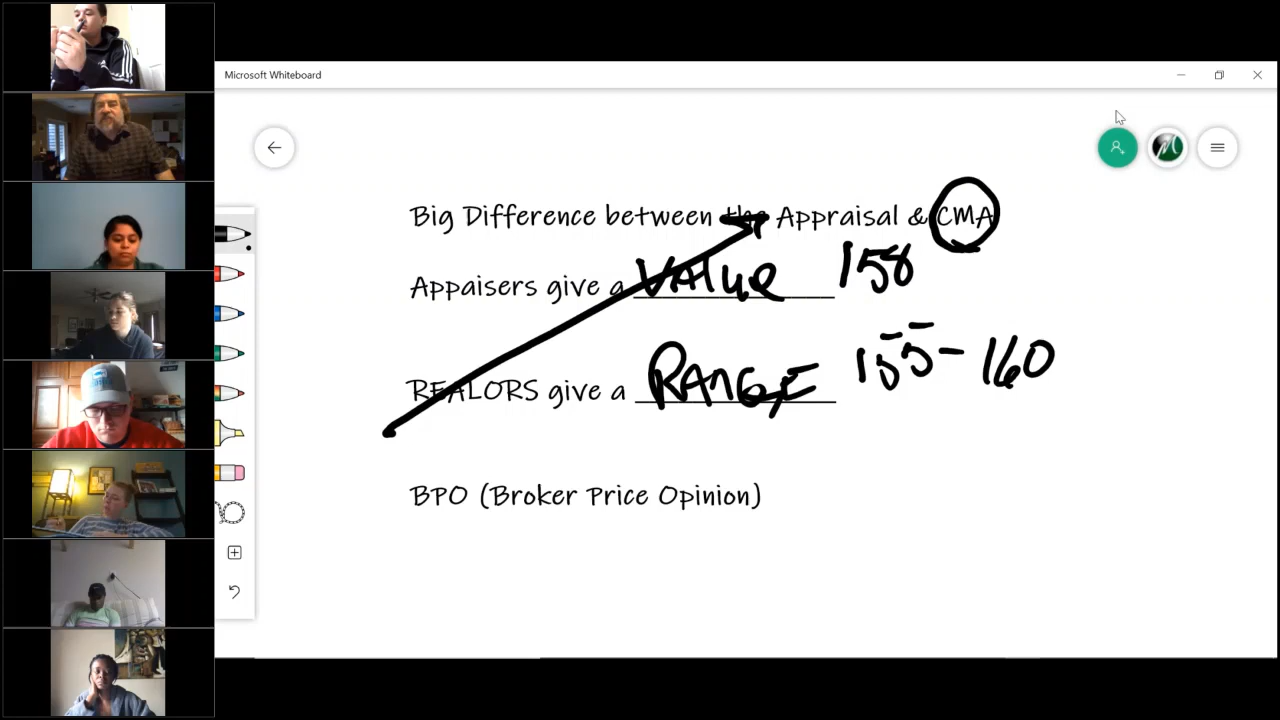 Microsoft Whiteboard
Big Difference between the Appraisal & CMA
Appaisers give a VALUE 158
REALORS give a RANGE 155 - 160
BPO (Broker Price Opinion)